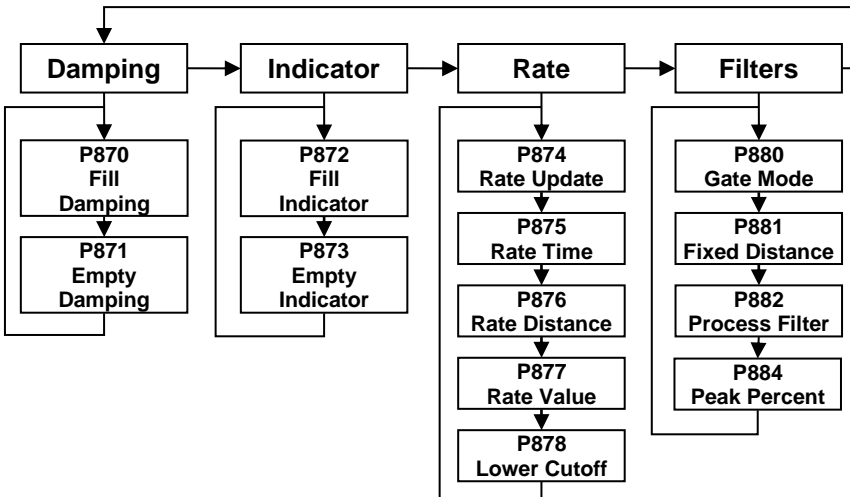 Damping
Indicator
Rate
Filters
P870
Fill
Damping
P871
Empty
Damping
P872
Fill
Indicator
P873
Empty
Indicator
P874
Rate Update
P875
Rate Time
P876
Rate Distance
P877
Rate Value
P878
Lower Cutoff
P880
Gate Mode
P881
Fixed Distance
P882
Process Filter
P884
Peak Percent